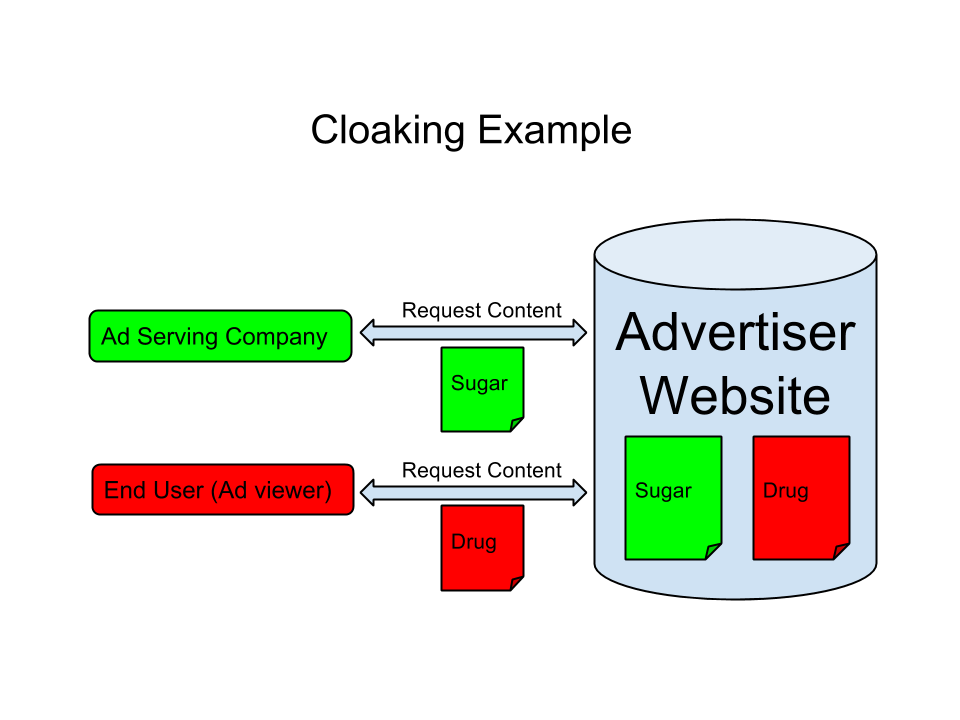 Cloaking Example
Request Content
Ad Serving Company
Sugar
Advertiser
Website
Request Content
End User (Ad viewer)
Drug
Sugar
Drug